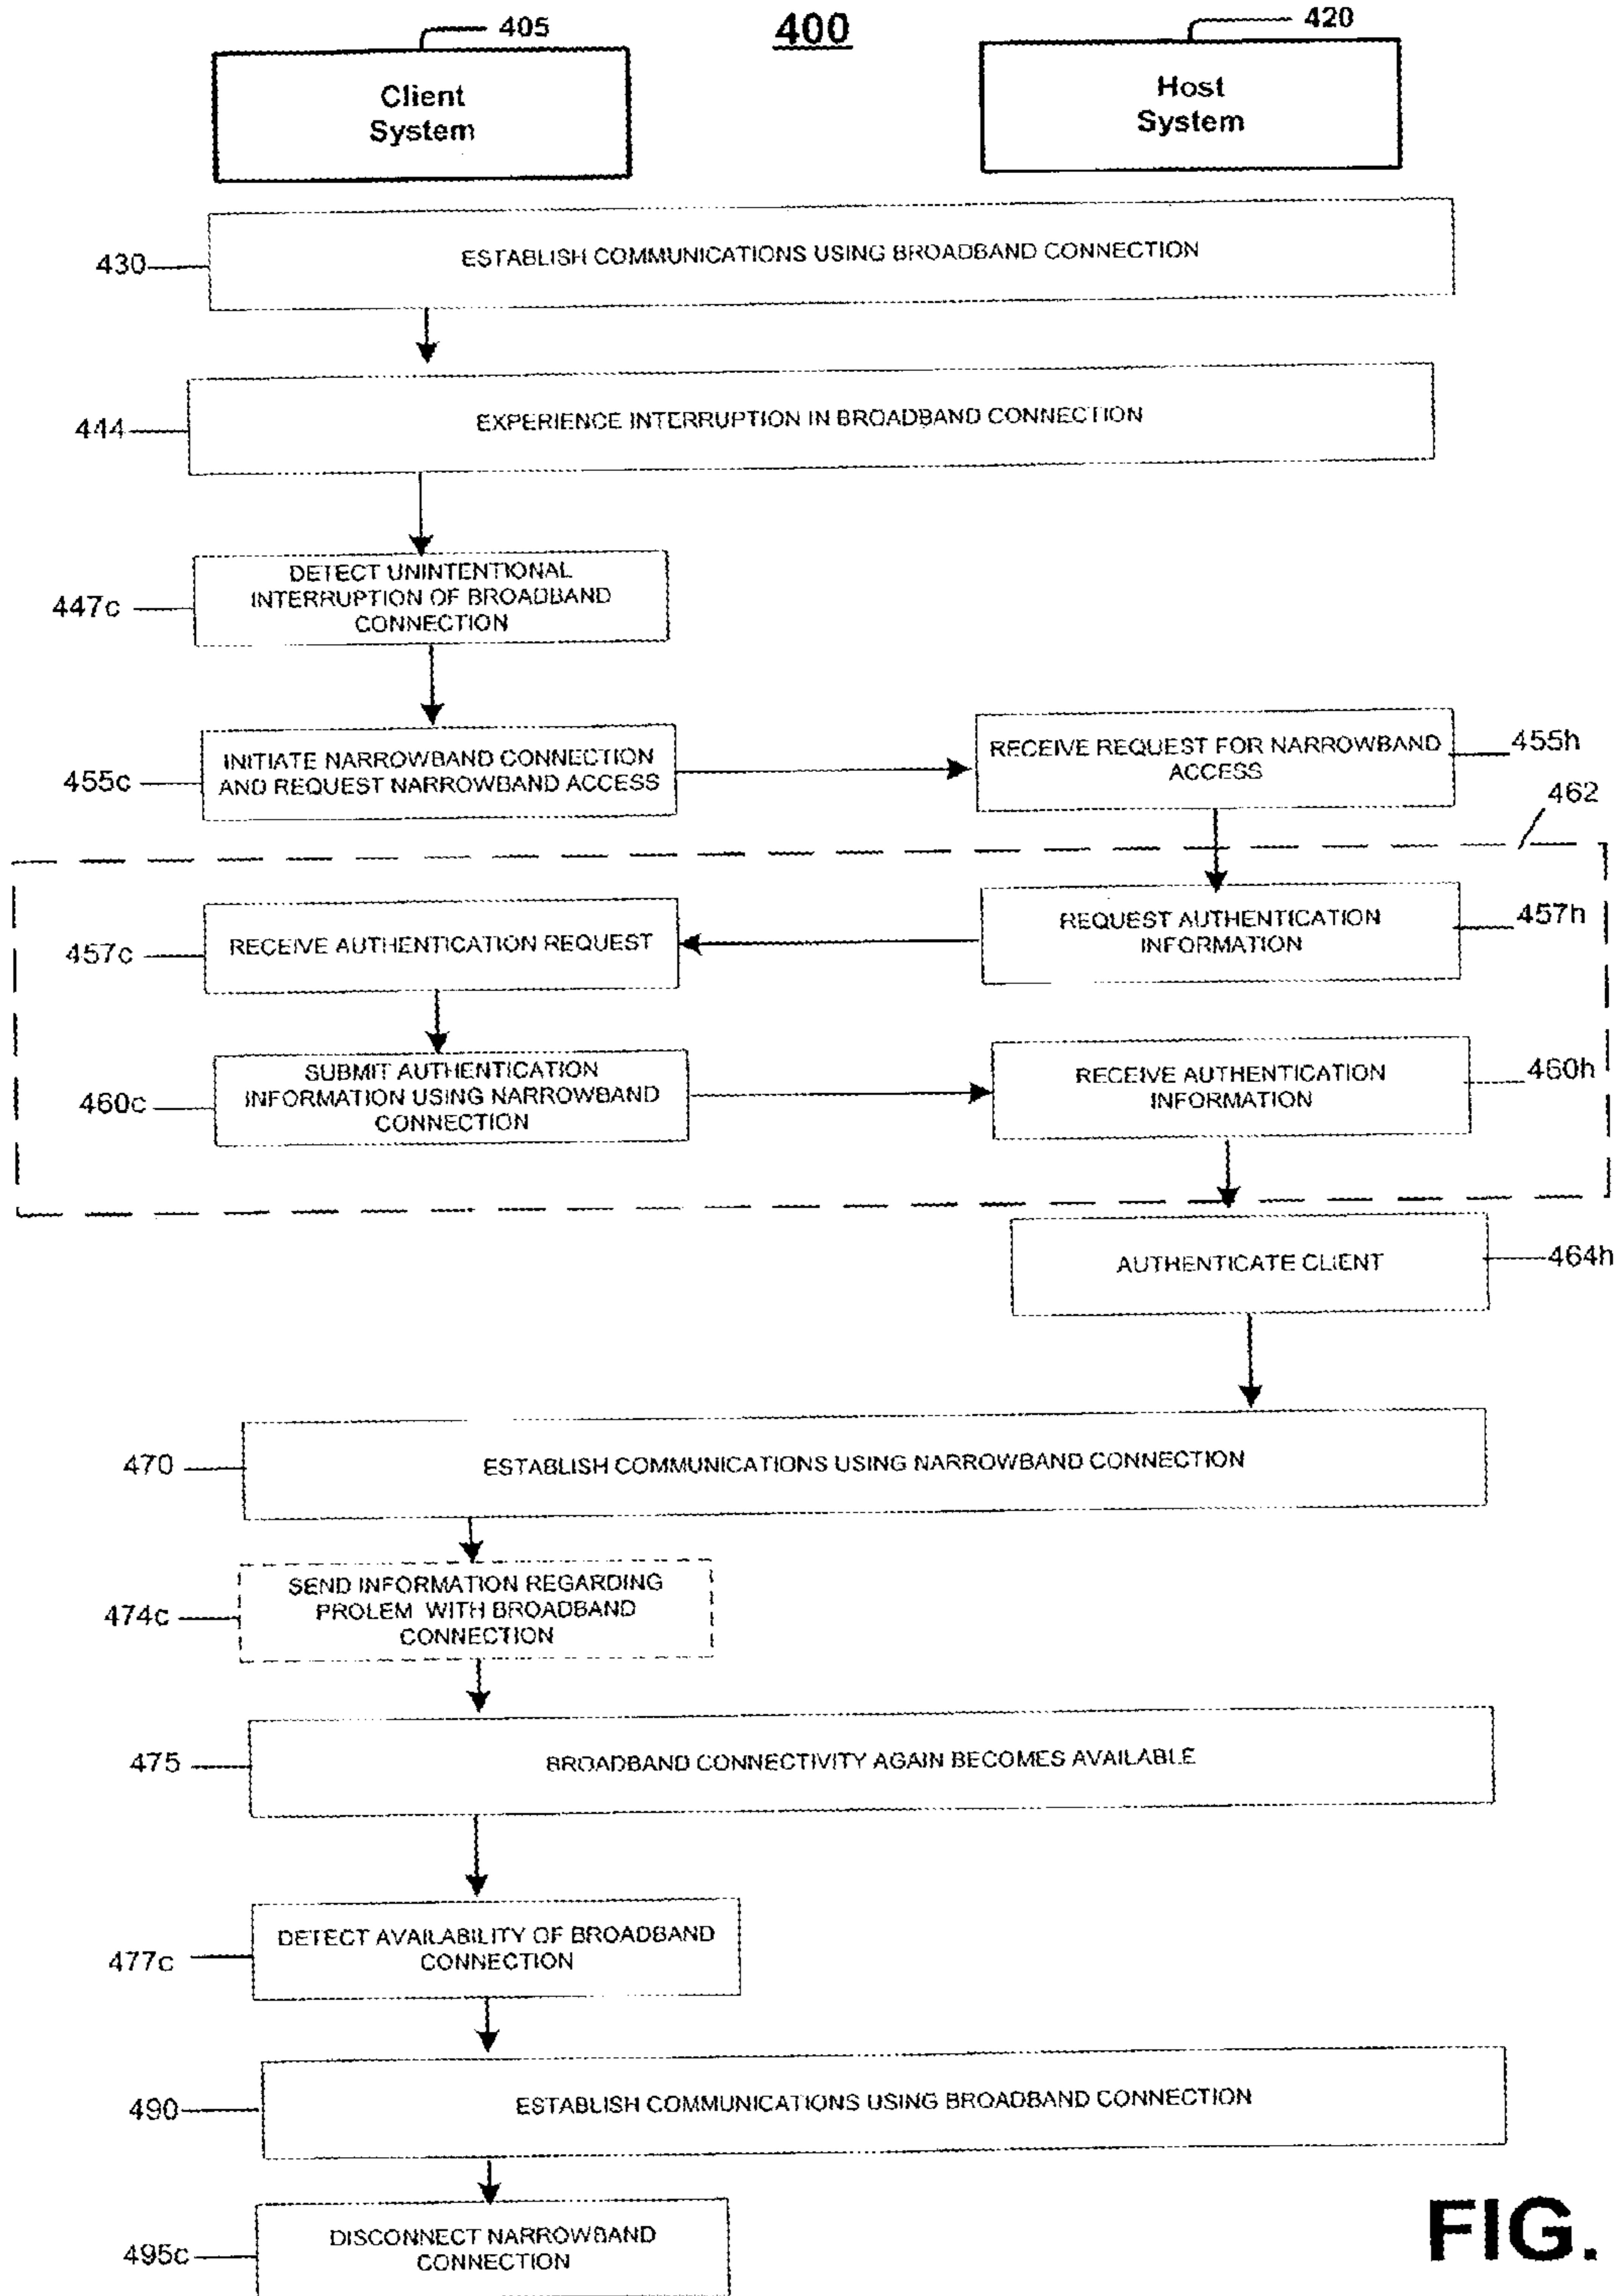 400
405
420
Client
System
Host
System
430
ESTABLISH COMMUNICATIONS USING BROADBAND CONNECTION
444
EXPERIENCE INTERRUPTION IN BROADBAND CONNECTION
447c
DETECT UNINTENTIONAL
INTERRUPTION OF BROADBAND
CONNECTION
455c
INITIATE NARROWBAND CONNECTION
AND REQUEST NARROWBAND ACCESS
RECEIVE REQUEST FOR NARROWBAND
ACCESS
455h
462
457c
RECEIVE AUTHENTICATION REQUEST
REQUEST AUTHENTICATION
INFORMATION
457h
460c
SUBMIT AUTHENTICATION
INFORMATION USING NARROWBAND
CONNECTION
RECEIVE AUTHENTICATION
INFORMATION
460h
AUTHENTICATE CLIENT
464h
470
ESTABLISH COMMUNICATIONS USING NARROWBAND CONNECTION
474c
SEND INFORMATION REGARDING
PROLEM WITH BROADBAND
CONNECTION
475
BROADBAND CONNECTIVITY AGAIN BECOMES AVAILABLE
477c
DETECT AVAILABILITY OF BROADBAND
CONNECTION
490
ESTABLISH COMMUNICATIONS USING BROADBAND CONNECTION
495c
DISCONNECT NARROWBAND
CONNECTION
FIG.